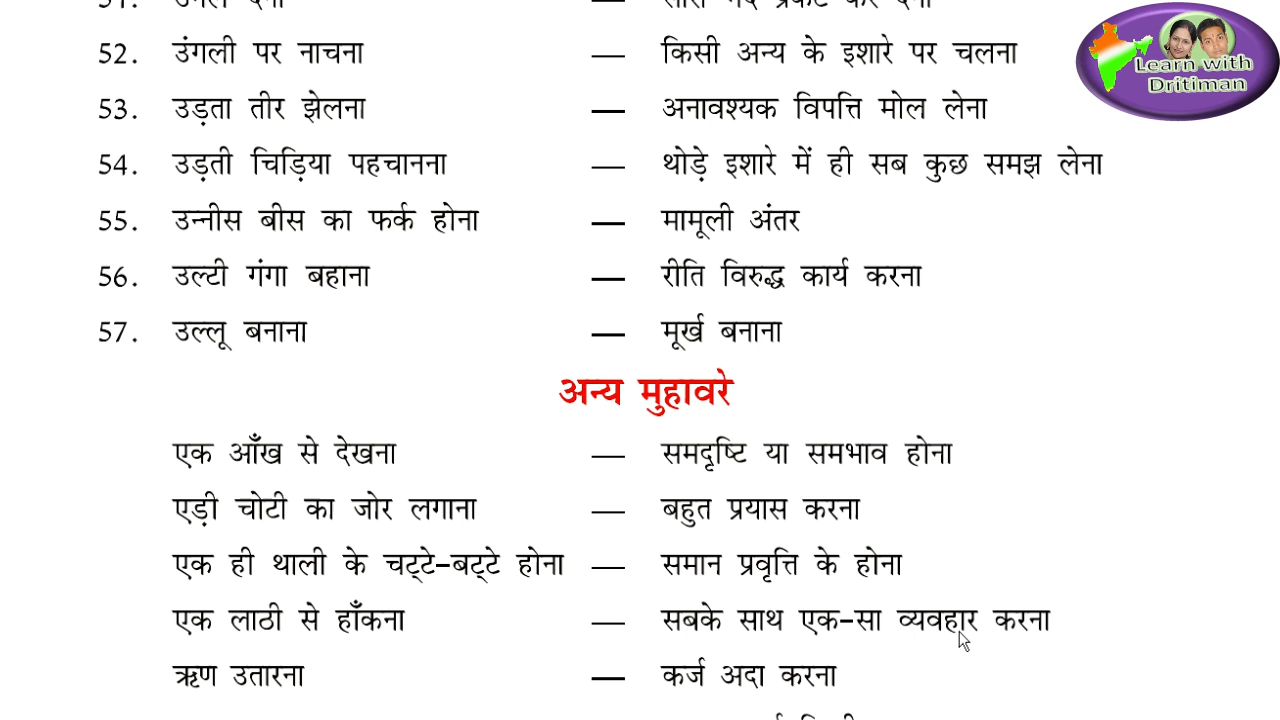 52. उंगली पर नाचना — किसी अन्य के इशारे पर चलना
53. उड़ता तीर झेलना — अनावश्यक विपत्ति मोल लेना
54. उड़ती चिड़िया पहचानना — थोड़े इशारे में ही सब कुछ समझ लेना
55. उन्नीस बीस का फर्क होना — मामूली अंतर
56. उल्टी गंगा बहाना — रीति विरुद्ध कार्य करना
57. उल्लू बनाना — मूर्ख बनाना
अन्य मुहावरे
एक आँख से देखना — समदृष्टि या समभाव होना
एड़ी चोटी का जोर लगाना — बहुत प्रयास करना
एक ही थाली के चट्टे-बट्टे होना — समान प्रवृत्ति के होना
एक लाठी से हाँकना — सबके साथ एक-सा व्यवहार करना
ऋण उतारना — कर्ज अदा करना
Learn with
Dritiman